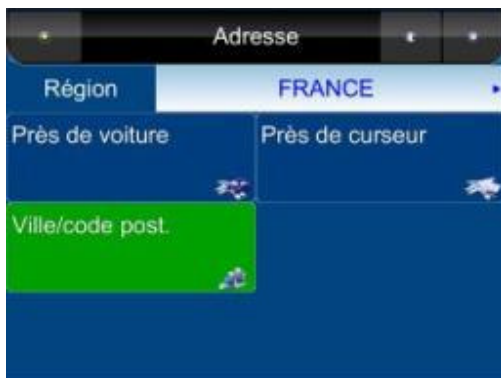 Adresse
Région FRANCE
Près de voiture Près de curseur
Ville/code post.